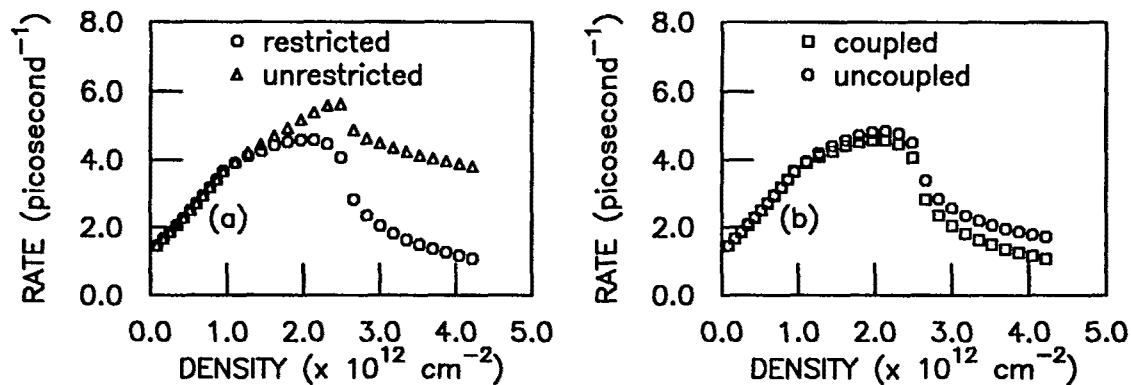 8.0
6.0
4.0
2.0
0.0
RATE (picosecond⁻¹)
restricted
unrestricted
(a)
0.0 1.0 2.0 3.0 4.0 5.0
DENSITY (x 10¹² cm⁻²)
8.0
6.0
4.0
2.0
0.0
RATE (picosecond⁻¹)
coupled
uncoupled
(b)
0.0 1.0 2.0 3.0 4.0 5.0
DENSITY (x 10¹² cm⁻²)